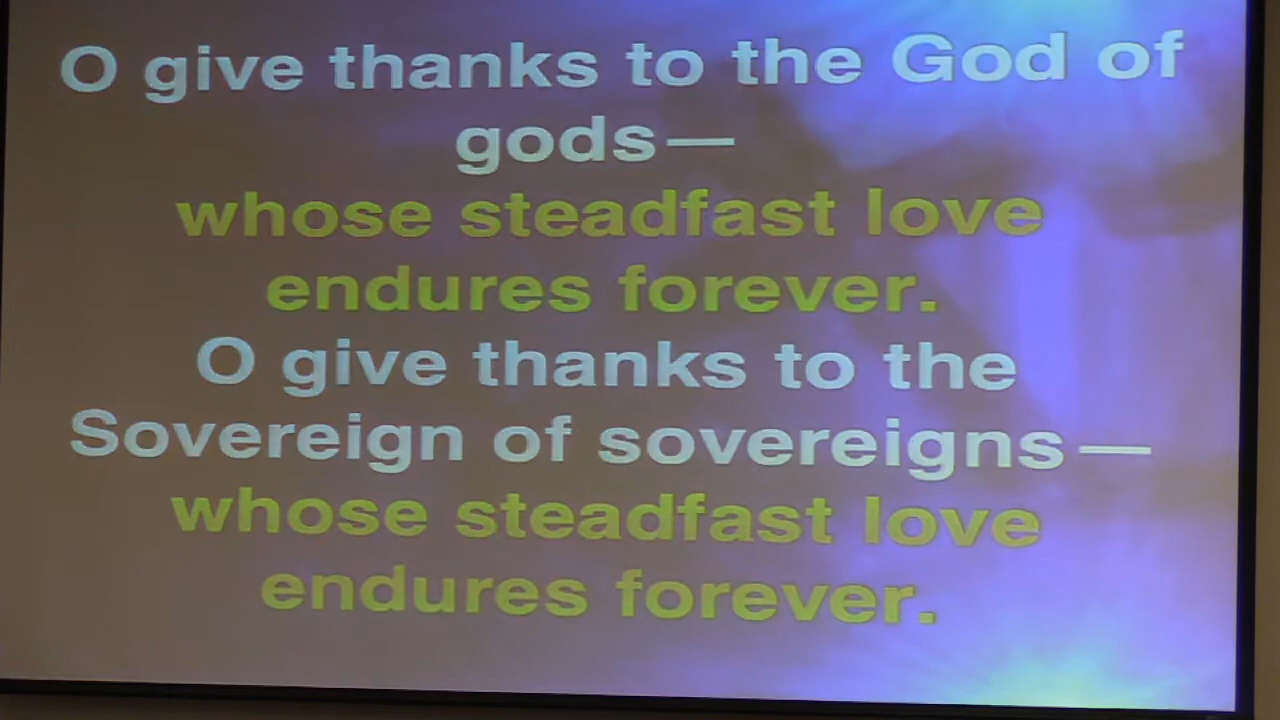 O give thanks to the God of
gods—
whose steadfast love
endures forever.
O give thanks to the
Sovereign of sovereigns—
whose steadfast love
endures forever.